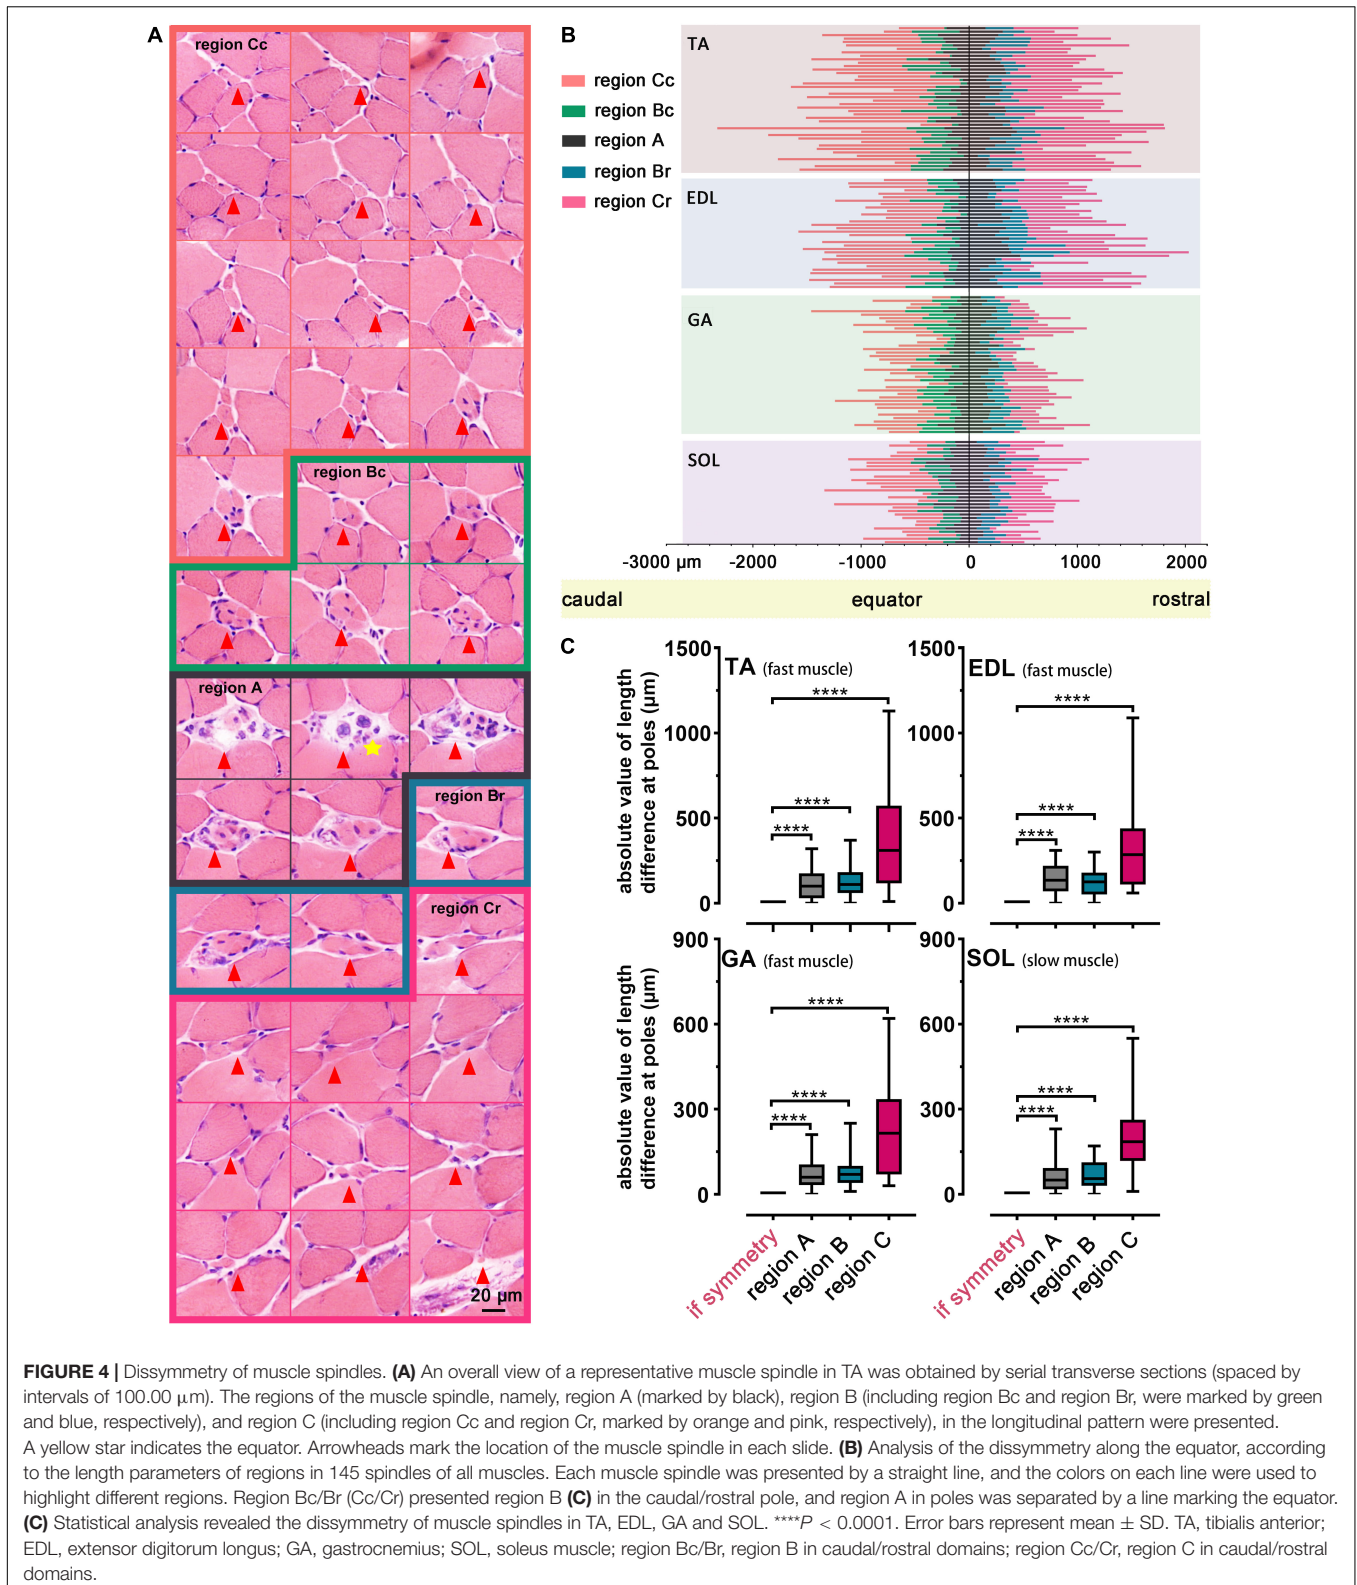 A
region Cc
region Bc
region A
region Br
region Cr
20 µm
B
region Cc
region Bc
region A
region Br
region Cr
TA
EDL
GA
SOL
-3000 µm -2000 -1000 0 1000 2000
caudal equator rostral
C
absolute value of length
difference at poles (µm)
1500
1000
500
0
TA (fast muscle)
****
****
****
1500
1000
500
0
EDL (fast muscle)
****
****
****
absolute value of length
difference at poles (µm)
900
600
300
0
GA (fast muscle)
****
****
****
if symmetry
region A
region B
region C
900
600
300
0
SOL (slow muscle)
****
****
****
if symmetry
region A
region B
region C
FIGURE 4 | Dissymmetry of muscle spindles. (A) An overall view of a representative muscle spindle in TA was obtained by serial transverse sections (spaced by
intervals of 100.00 µm). The regions of the muscle spindle, namely, region A (marked by black), region B (including region Bc and region Br, were marked by green
and blue, respectively), and region C (including region Cc and region Cr, marked by orange and pink, respectively), in the longitudinal pattern were presented.
A yellow star indicates the equator. Arrowheads mark the location of the muscle spindle in each slide. (B) Analysis of the dissymmetry along the equator, according
to the length parameters of regions in 145 spindles of all muscles. Each muscle spindle was presented by a straight line, and the colors on each line were used to
highlight different regions. Region Bc/Br (Cc/Cr) presented region B (C) in the caudal/rostral pole, and region A in poles was separated by a line marking the equator.
(C) Statistical analysis revealed the dissymmetry of muscle spindles in TA, EDL, GA and SOL. ****P < 0.0001. Error bars represent mean ± SD. TA, tibialis anterior;
EDL, extensor digitorum longus; GA, gastrocnemius; SOL, soleus muscle; region Bc/Br, region B in caudal/rostral domains; region Cc/Cr, region C in caudal/rostral
domains.